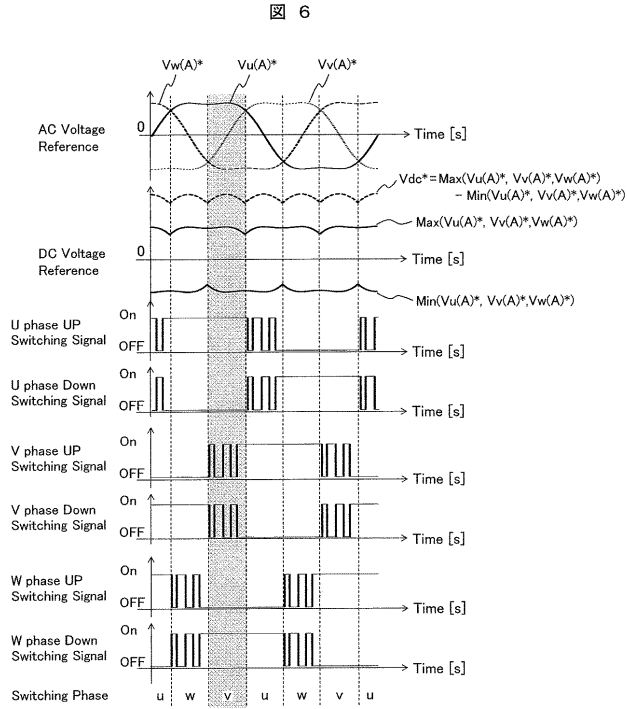 図 6
Vw(A)* Vu(A)* Vv(A)*
AC Voltage
Reference
0
Time [s]
Vdc*=Max(Vu(A)*, Vv(A)*,Vw(A)*)
- Min(Vu(A)*, Vv(A)*,Vw(A)*)
Max(Vu(A)*, Vv(A)*,Vw(A)*)
DC Voltage
Reference
0
Time [s]
Min(Vu(A)*, Vv(A)*,Vw(A)*)
U phase UP
Switching Signal
On
OFF
Time [s]
U phase Down
Switching Signal
On
OFF
Time [s]
V phase UP
Switching Signal
On
OFF
Time [s]
V phase Down
Switching Signal
On
OFF
Time [s]
W phase UP
Switching Signal
On
OFF
Time [s]
W phase Down
Switching Signal
On
OFF
Time [s]
Switching Phase u w v u w v u